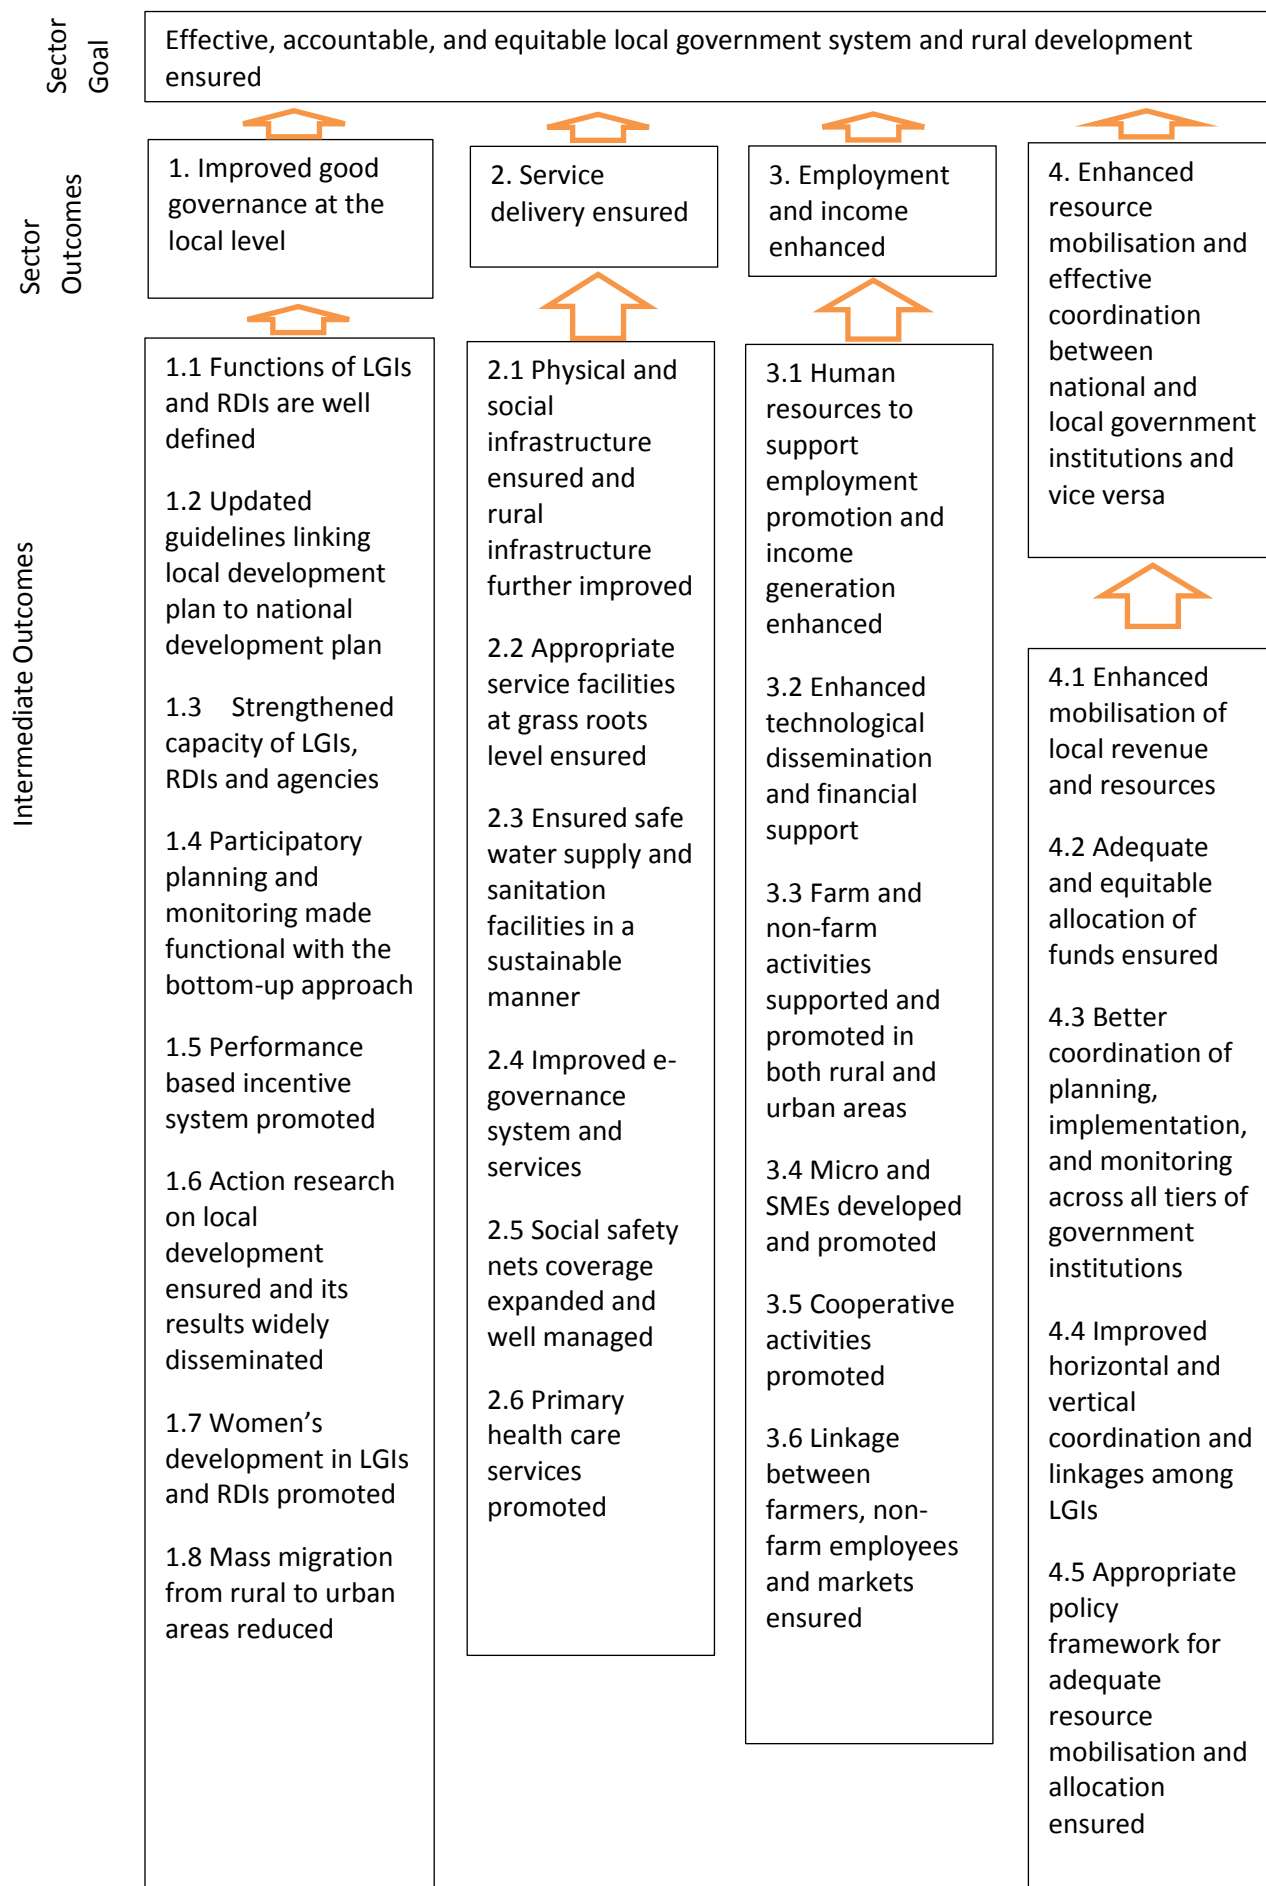 Sector
Goal
Effective, accountable, and equitable local government system and rural development
ensured
Sector
Outcomes
1. Improved good
governance at the
local level
2. Service
delivery ensured
3. Employment
and income
enhanced
4. Enhanced
resource
mobilisation and
effective
coordination
between
national and
local government
institutions and
vice versa
Intermediate Outcomes
1.1 Functions of LGIs
and RDIs are well
defined
1.2 Updated
guidelines linking
local development
plan to national
development plan
1.3 Strengthened
capacity of LGIs,
RDIs and agencies
1.4 Participatory
planning and
monitoring made
functional with the
bottom-up approach
1.5 Performance
based incentive
system promoted
1.6 Action research
on local
development
ensured and its
results widely
disseminated
1.7 Women’s
development in LGIs
and RDIs promoted
1.8 Mass migration
from rural to urban
areas reduced
2.1 Physical and
social
infrastructure
ensured and
rural
infrastructure
further improved
2.2 Appropriate
service facilities
at grass roots
level ensured
2.3 Ensured safe
water supply and
sanitation
facilities in a
sustainable
manner
2.4 Improved e-
governance
system and
services
2.5 Social safety
nets coverage
expanded and
well managed
2.6 Primary
health care
services
promoted
3.1 Human
resources to
support
employment
promotion and
income
generation
enhanced
3.2 Enhanced
technological
dissemination
and financial
support
3.3 Farm and
non-farm
activities
supported and
promoted in
both rural and
urban areas
3.4 Micro and
SMEs developed
and promoted
3.5 Cooperative
activities
promoted
3.6 Linkage
between
farmers, non-
farm employees
and markets
ensured
4.1 Enhanced
mobilisation of
local revenue
and resources
4.2 Adequate
and equitable
allocation of
funds ensured
4.3 Better
coordination of
planning,
implementation,
and monitoring
across all tiers of
government
institutions
4.4 Improved
horizontal and
vertical
coordination and
linkages among
LGIs
4.5 Appropriate
policy
framework for
adequate
resource
mobilisation and
allocation
ensured